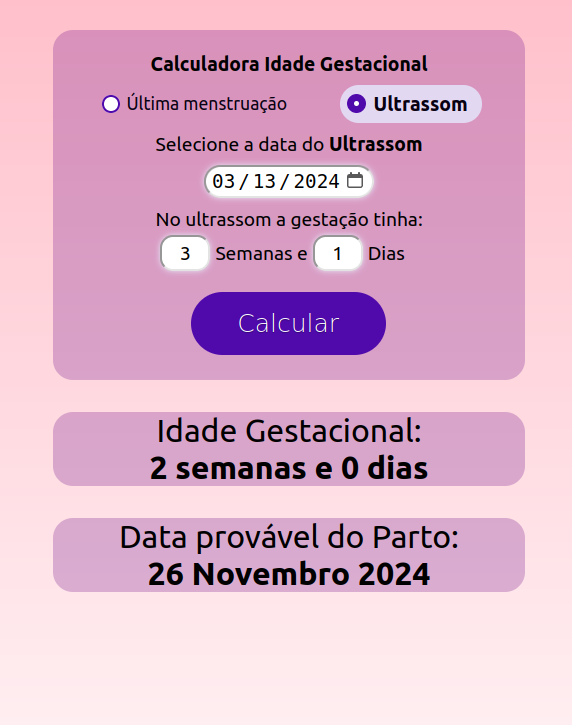 Calculadora Idade Gestacional
Última menstruação Ultrassom
Selecione a data do Ultrassom
03/13/2024
No ultrassom a gestação tinha:
3 Semanas e 1 Dias
Calcular
Idade Gestacional:
2 semanas e 0 dias
Data provável do Parto:
26 Novembro 2024